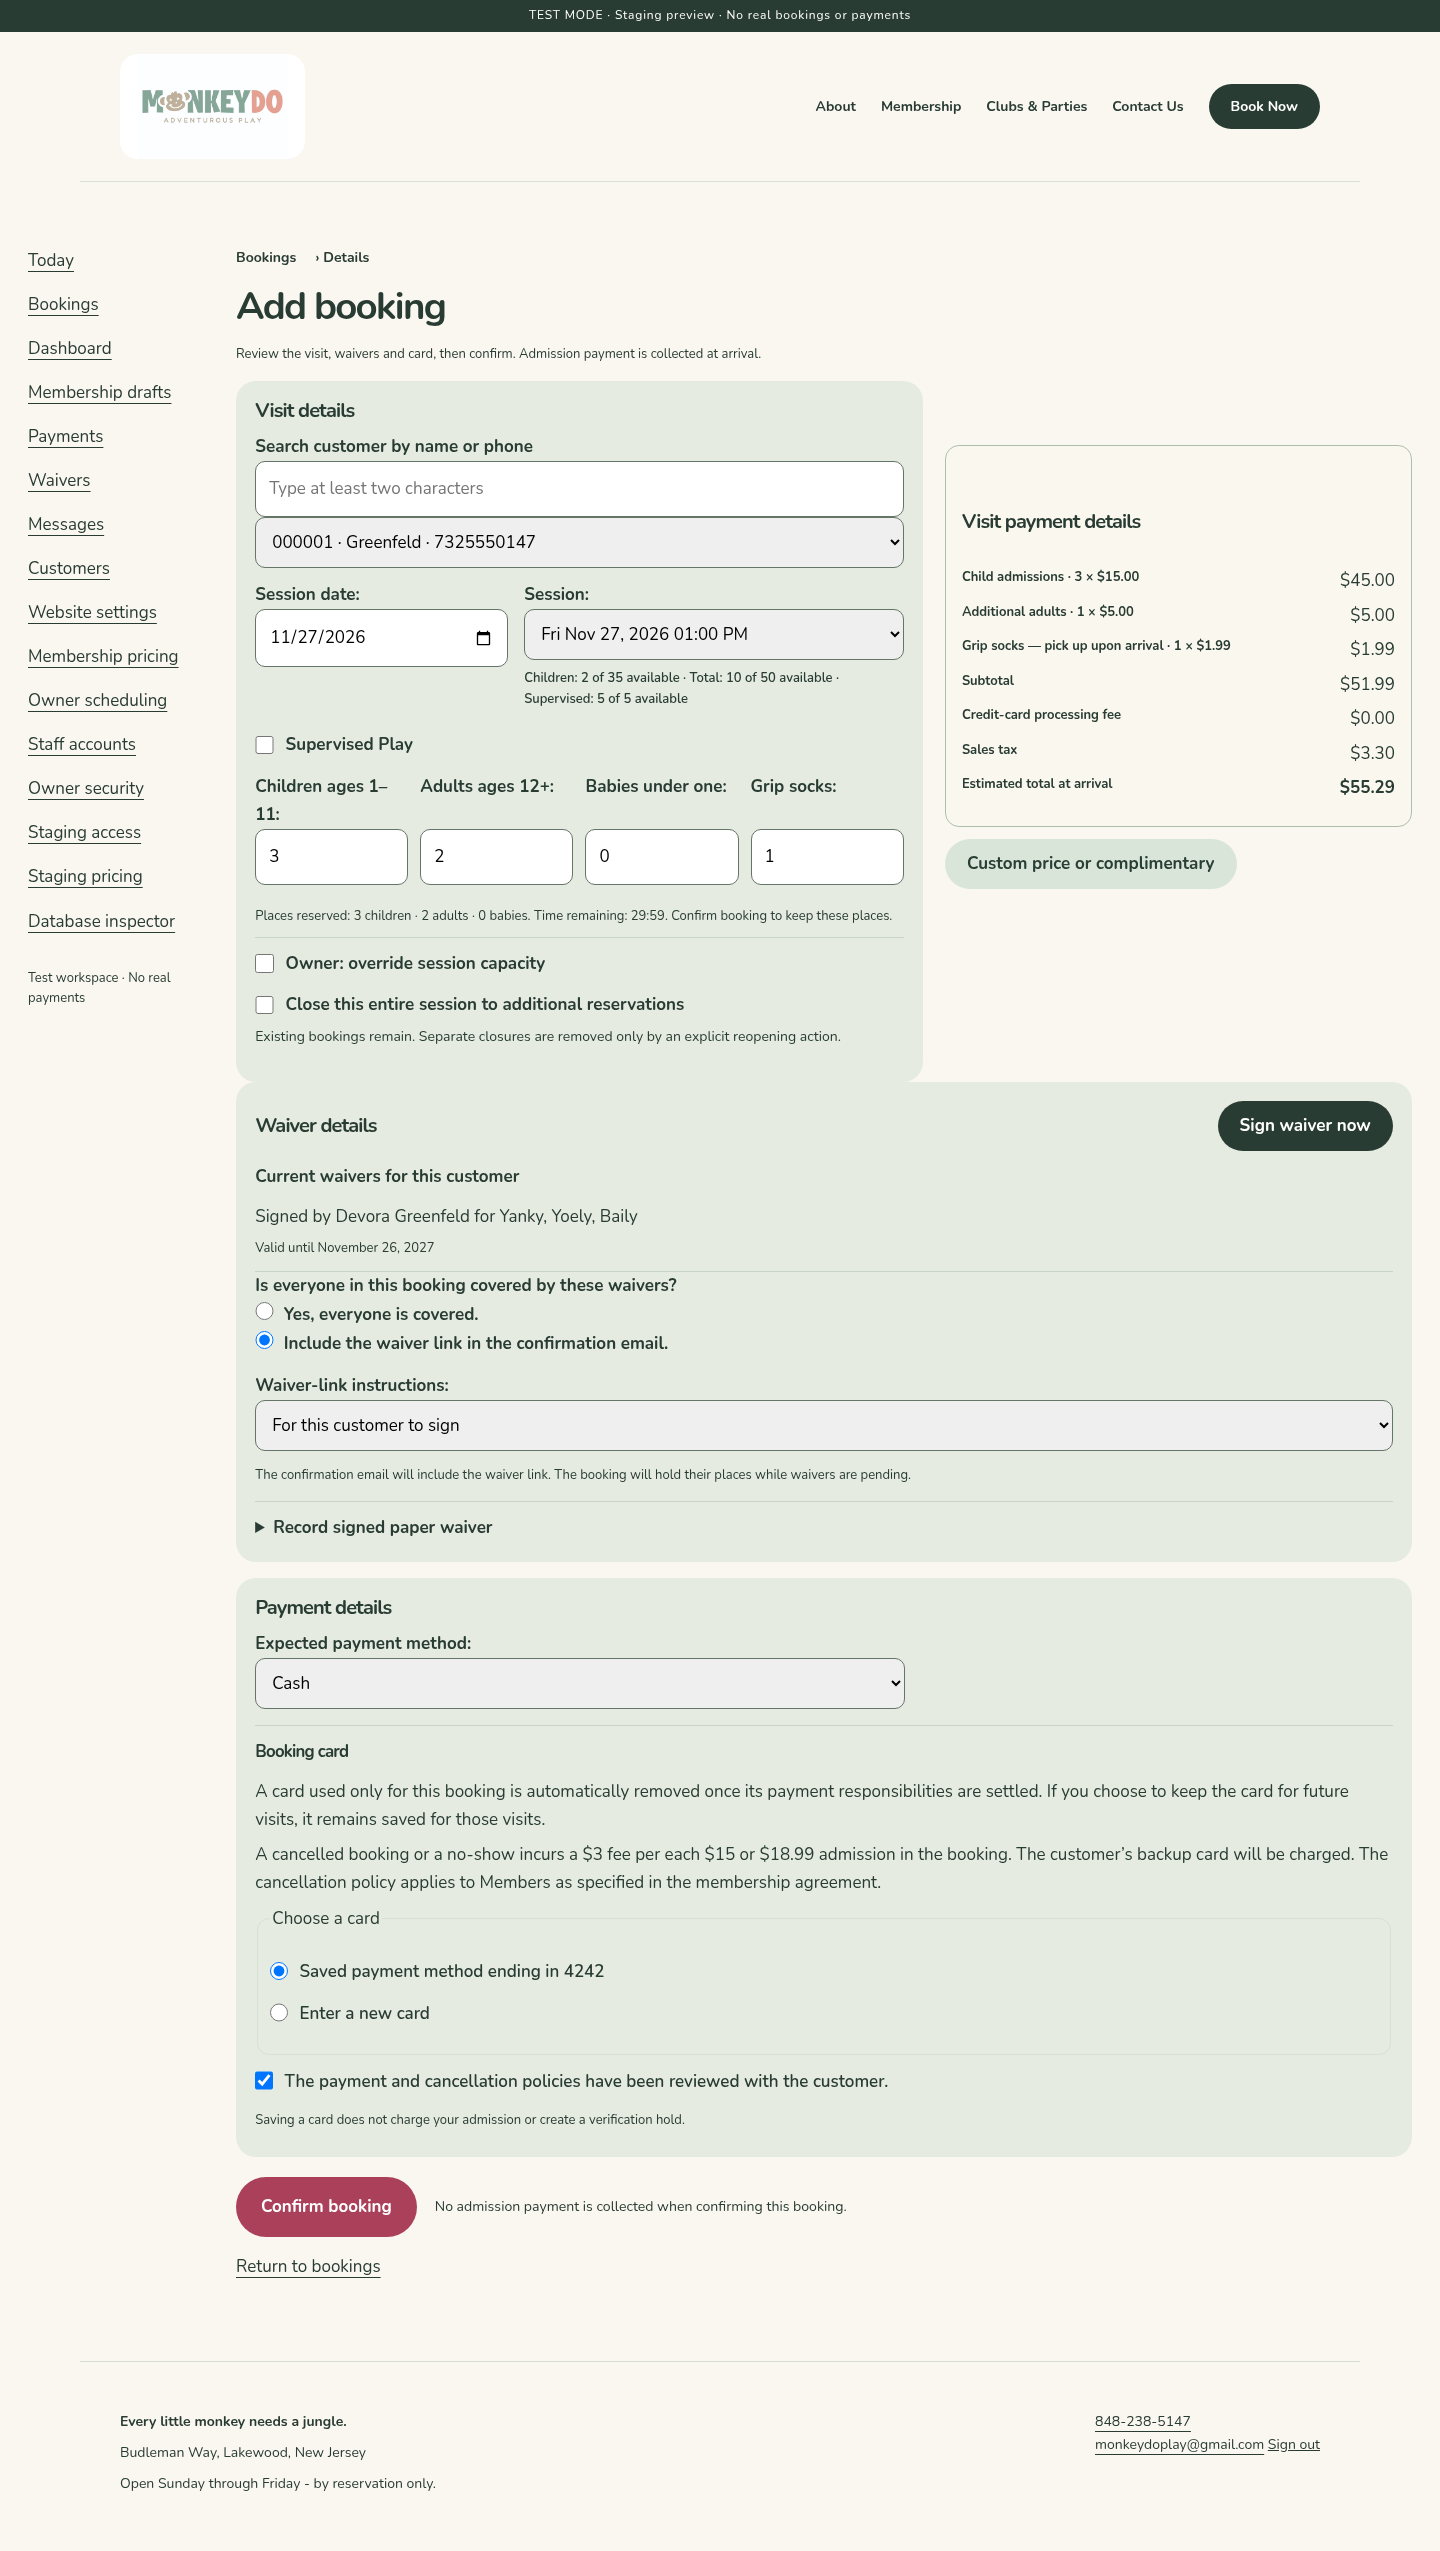 TEST MODE · Staging preview · No real bookings or payments
MONKEYDO
ADVENTUROUS PLAY
About
Membership
Clubs & Parties
Contact Us
Book Now
Today
Bookings
Dashboard
Membership drafts
Payments
Waivers
Messages
Customers
Website settings
Membership pricing
Owner scheduling
Staff accounts
Owner security
Staging access
Staging pricing
Database inspector
Test workspace · No real
payments
Bookings › Details
Add booking
Review the visit, waivers and card, then confirm. Admission payment is collected at arrival.
Visit details
Search customer by name or phone
Type at least two characters
000001 · Greenfeld · 7325550147
Session date:
11/27/2026
Session:
Fri Nov 27, 2026 01:00 PM
Children: 2 of 35 available · Total: 10 of 50 available ·
Supervised: 5 of 5 available
Supervised Play
Children ages 1–
11:
3
Adults ages 12+:
2
Babies under one:
0
Grip socks:
1
Places reserved: 3 children · 2 adults · 0 babies. Time remaining: 29:59. Confirm booking to keep these places.
Owner: override session capacity
Close this entire session to additional reservations
Existing bookings remain. Separate closures are removed only by an explicit reopening action.
Visit payment details
Child admissions · 3 × $15.00 $45.00
Additional adults · 1 × $5.00 $5.00
Grip socks — pick up upon arrival · 1 × $1.99 $1.99
Subtotal $51.99
Credit-card processing fee $0.00
Sales tax $3.30
Estimated total at arrival $55.29
Custom price or complimentary
Waiver details
Sign waiver now
Current waivers for this customer
Signed by Devora Greenfeld for Yanky, Yoely, Baily
Valid until November 26, 2027
Is everyone in this booking covered by these waivers?
Yes, everyone is covered.
Include the waiver link in the confirmation email.
Waiver-link instructions:
For this customer to sign
The confirmation email will include the waiver link. The booking will hold their places while waivers are pending.
Record signed paper waiver
Payment details
Expected payment method:
Cash
Booking card
A card used only for this booking is automatically removed once its payment responsibilities are settled. If you choose to keep the card for future
visits, it remains saved for those visits.
A cancelled booking or a no-show incurs a $3 fee per each $15 or $18.99 admission in the booking. The customer’s backup card will be charged. The
cancellation policy applies to Members as specified in the membership agreement.
Choose a card
Saved payment method ending in 4242
Enter a new card
The payment and cancellation policies have been reviewed with the customer.
Saving a card does not charge your admission or create a verification hold.
Confirm booking
No admission payment is collected when confirming this booking.
Return to bookings
Every little monkey needs a jungle.
Budleman Way, Lakewood, New Jersey
Open Sunday through Friday - by reservation only.
848-238-5147
monkeydoplay@gmail.com Sign out